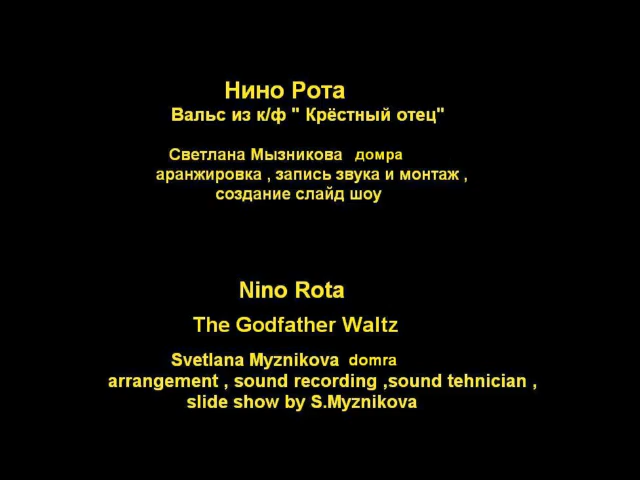 Нино Рота
Вальс из к/ф " Крёстный отец"
Светлана Мызникова домра
аранжировка , запись звука и монтаж ,
создание слайд шоу
Nino Rota
The Godfather Waltz
Svetlana Myznikova domra
arrangement , sound recording ,sound tehnician ,
slide show by S.Myznikova